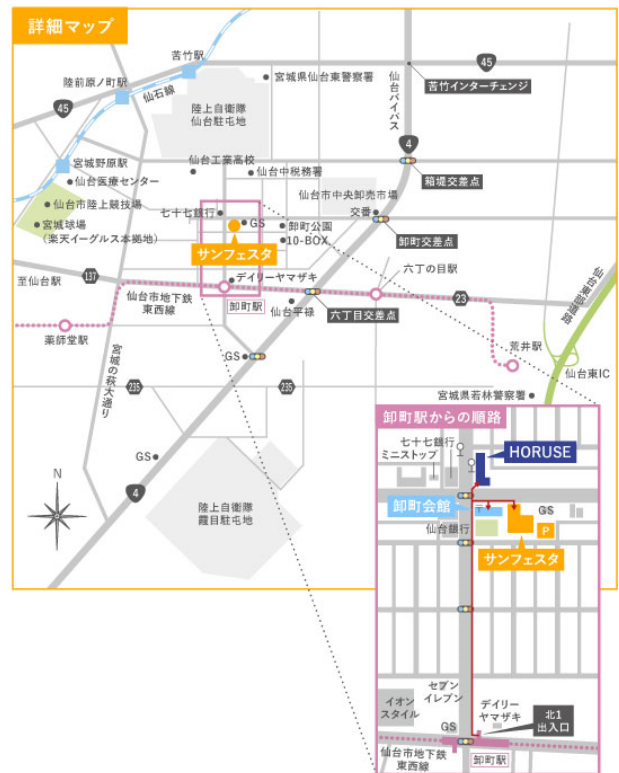 詳細マップ
苦竹駅
陸前原ノ町駅
仙石線
45
宮城県仙台東警察署
陸上自衛隊
仙台駐屯地
仙台バイパス
45
苦竹インターチェンジ
4
宮城野原駅
仙台医療センター
仙台工業高校
仙台中税務署
箱堤交差点
仙台市陸上競技場
宮城球場
(楽天イーグルス本拠地)
七十七銀行
GS
仙台市中央卸売市場
交番
卸町公園
10-BOX
卸町交差点
サンフェスタ
至仙台駅
137
デイリーヤマザキ
六丁の目駅
仙台市地下鉄
東西線
卸町駅
仙台平禄
六丁目交差点
23
仙台東部道路
薬師堂駅
宮城の萩大通り
GS
荒井駅
仙台東IC
235
235
宮城県若林警察署
GS
N
4
陸上自衛隊
霞目駐屯地
卸町駅からの順路
七十七銀行
ミニストップ
HORUSE
卸町会館
GS
仙台銀行
P
サンフェスタ
セブン
イレブン
イオン
スタイル
デイリー
ヤマザキ
北1
出入口
GS
仙台市地下鉄
東西線
卸町駅